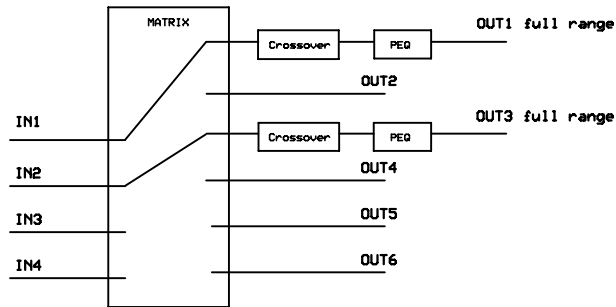 MATRIX
OUT1 full range
Crossover
PEQ
OUT2
IN1
OUT3 full range
Crossover
PEQ
IN2
OUT4
IN3
OUT5
IN4
OUT6